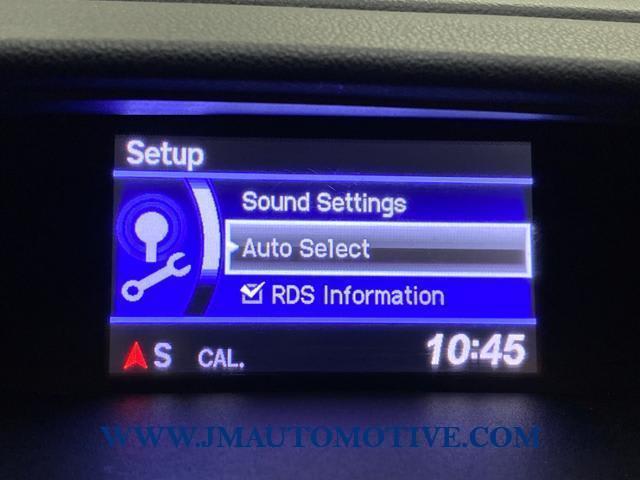 Setup
Sound Settings
Auto Select
RDS Information
S CAL. 10:45
WWW.JMAUTOMOTIVE.COM